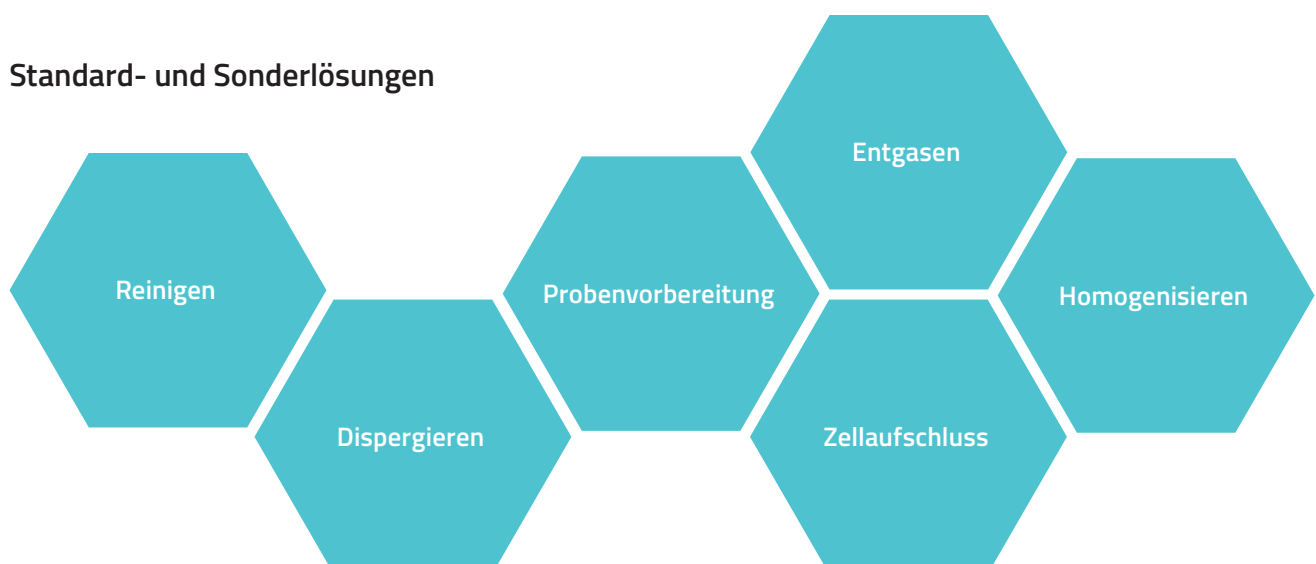 Standard- und Sonderlösungen
Reinigen
Dispergieren
Probenvorbereitung
Entgasen
Zellaufschluss
Homogenisieren